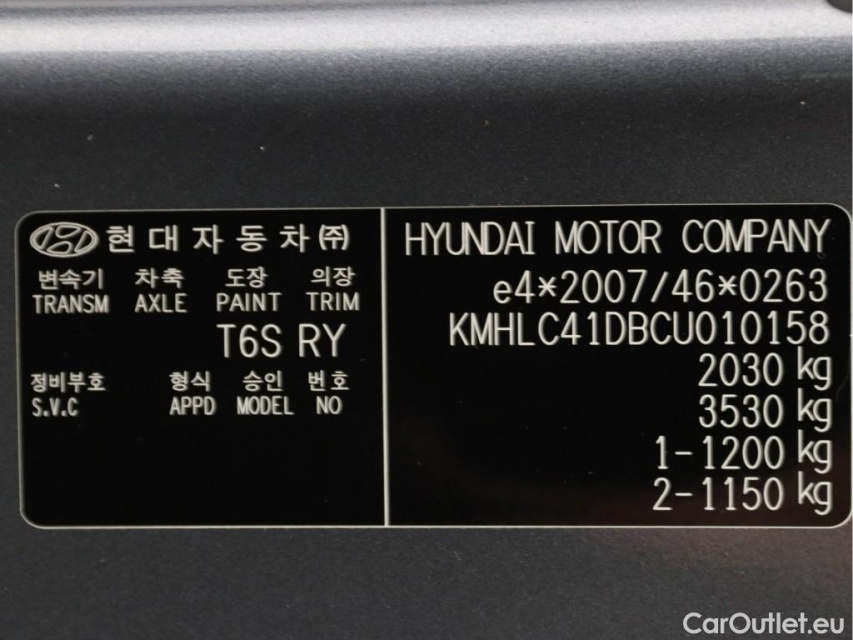 현대자동차㈜
변속기 차축 도장 의장
TRANSM AXLE PAINT TRIM
T6S RY
정비부호 형식 승인 번호
S.V.C APPD MODEL NO
HYUNDAI MOTOR COMPANY
e4*2007/46*0263
KMHLC41DBCU010158
2030 kg
3530 kg
1-1200 kg
2-1150 kg
CarOutlet.eu